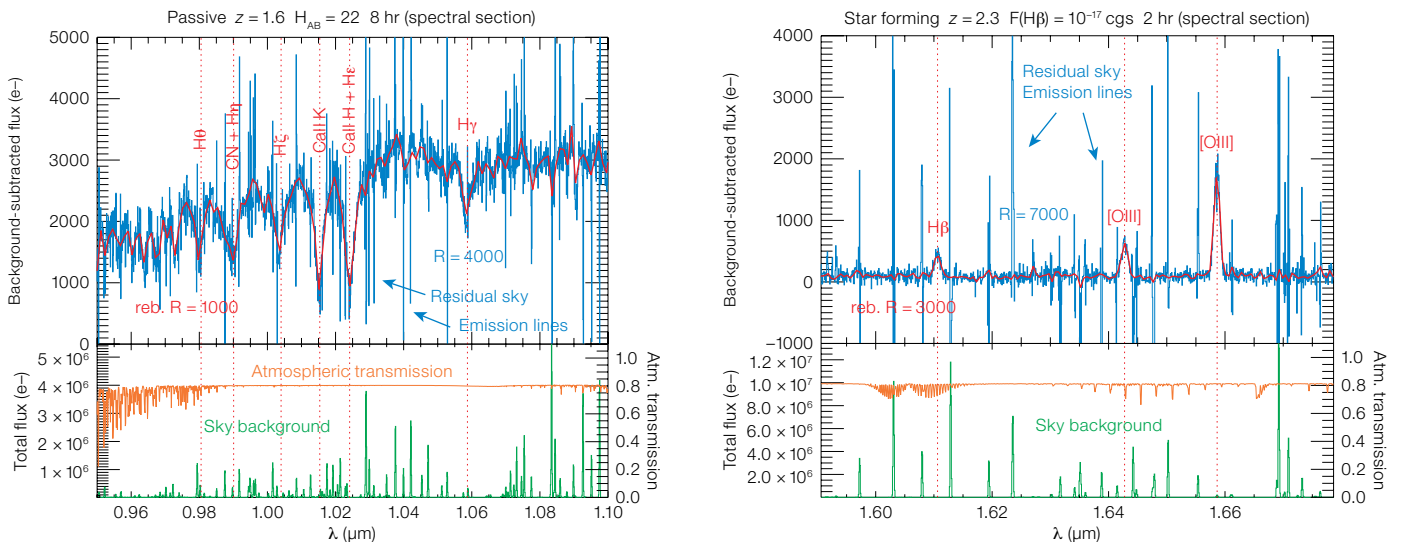 Passive z = 1.6 H_AB = 22 8 hr (spectral section)
5000
4000
3000
2000
1000
0
Background-subtracted flux (e–)
Hθ
CN + Hη
Hζ
CaII K
CaII H + Hε
Hγ
R = 4000
reb. R = 1000
Residual sky
Emission lines
5 × 10⁶
4 × 10⁶
3 × 10⁶
2 × 10⁶
1 × 10⁶
Total flux (e–)
Atmospheric transmission
Sky background
1.0
0.8
0.6
0.4
0.2
0.0
Atm. transmission
0.96
0.98
1.00
1.02
1.04
1.06
1.08
1.10
λ (µm)
Star forming z = 2.3 F(Hβ) = 10⁻¹⁷ cgs 2 hr (spectral section)
4000
3000
2000
1000
0
–1000
Background-subtracted flux (e–)
Residual sky
Emission lines
[OIII]
R = 7000
[OIII]
Hβ
reb. R = 3000
1.2 × 10⁷
1.0 × 10⁷
8.0 × 10⁶
6.0 × 10⁶
4.0 × 10⁶
2.0 × 10⁶
Total flux (e–)
Sky background
1.0
0.8
0.6
0.4
0.2
0.0
Atm. transmission
1.60
1.62
1.64
1.66
λ (µm)